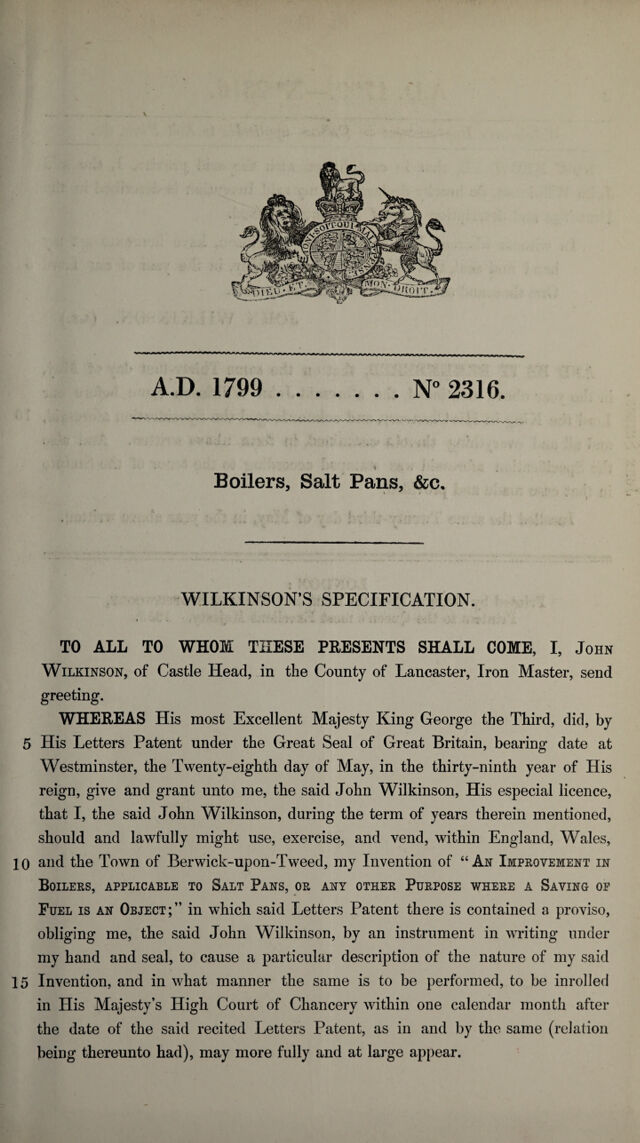 HONI SOIT QUI MAL Y PENSE
DIEU ET MON DROIT
A.D. 1799 . . . . . . . N° 2316.
Boilers, Salt Pans, &c.
WILKINSON'S SPECIFICATION.
TO ALL TO WHOM THESE PRESENTS SHALL COME, I, JOHN
WILKINSON, of Castle Head, in the County of Lancaster, Iron Master, send
greeting.
WHEREAS His most Excellent Majesty King George the Third, did, by
5 His Letters Patent under the Great Seal of Great Britain, bearing date at
Westminster, the Twenty-eighth day of May, in the thirty-ninth year of His
reign, give and grant unto me, the said John Wilkinson, His especial licence,
that I, the said John Wilkinson, during the term of years therein mentioned,
should and lawfully might use, exercise, and vend, within England, Wales,
10 and the Town of Berwick-upon-Tweed, my Invention of "AN IMPROVEMENT IN
BOILERS, APPLICABLE TO SALT PANS, OR ANY OTHER PURPOSE WHERE A SAVING OF
FUEL IS AN OBJECT;" in which said Letters Patent there is contained a proviso,
obliging me, the said John Wilkinson, by an instrument in writing under
my hand and seal, to cause a particular description of the nature of my said
15 Invention, and in what manner the same is to be performed, to be inrolled
in His Majesty's High Court of Chancery within one calendar month after
the date of the said recited Letters Patent, as in and by the same (relation
being thereunto had), may more fully and at large appear.